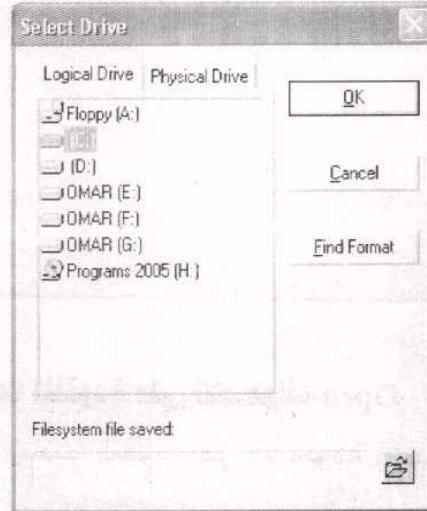 Select Drive
Logical Drive Physical Drive
Floppy (A:)
(C:)
(D:)
OMAR (E:)
OMAR (F:)
OMAR (G:)
Programs 2005 (H:)
OK
Cancel
Find Format
Filesystem file saved: